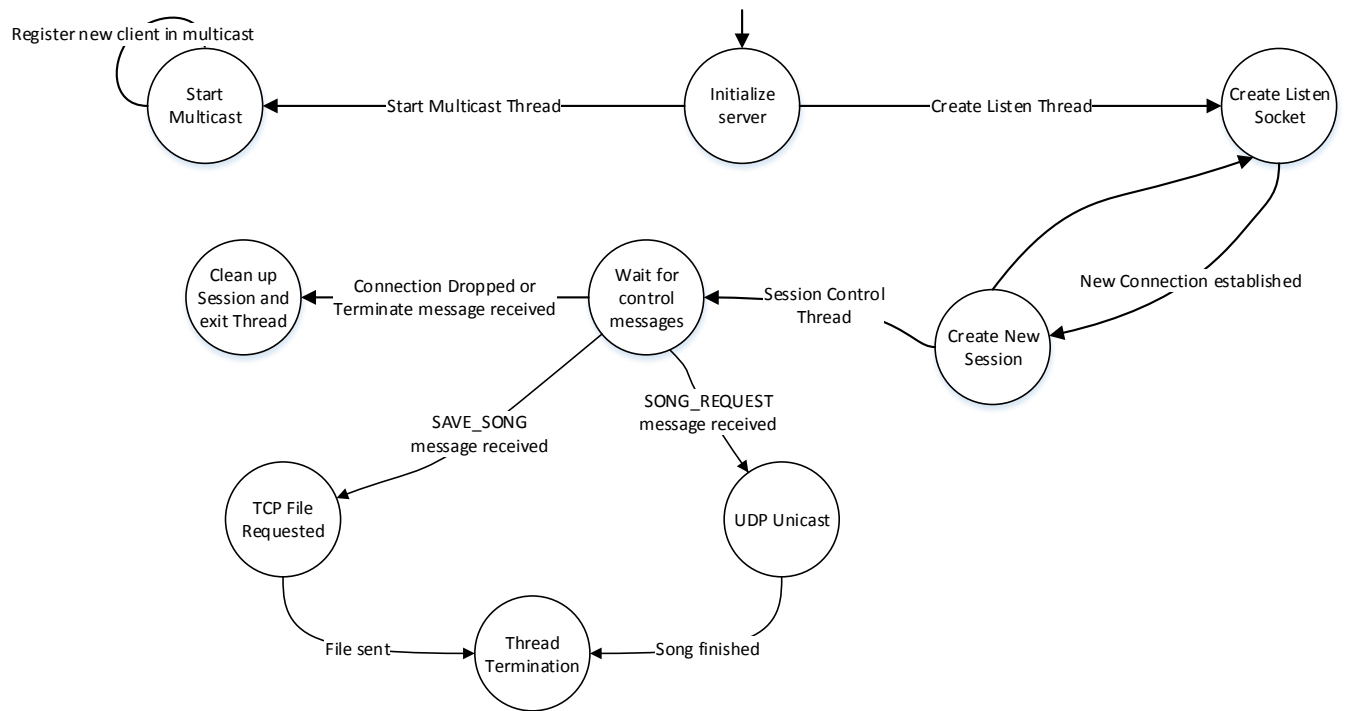 Register new client in multicast
Start
Multicast
Start Multicast Thread
Initialize
server
Create Listen Thread
Create Listen
Socket
Clean up
Session and
exit Thread
Connection Dropped or
Terminate message received
Wait for
control
messages
Session Control
Thread
New Connection established
Create New
Session
SAVE_SONG
message received
SONG_REQUEST
message received
TCP File
Requested
UDP Unicast
File sent
Thread
Termination
Song finished